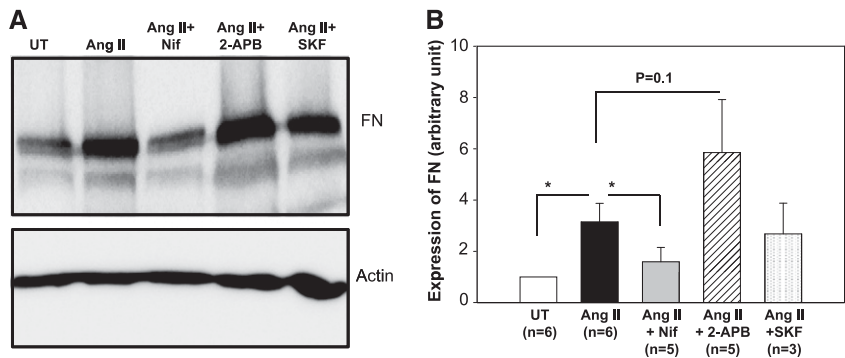 A
UT
Ang II
Ang II+
Nif
Ang II+
2-APB
Ang II+
SKF
FN
Actin
B
Expression of FN (arbitrary unit)
10
8
6
4
2
0
P=0.1
*
*
UT
(n=6)
Ang II
(n=6)
Ang II
+ Nif
(n=5)
Ang II
+ 2-APB
(n=5)
Ang II
+SKF
(n=3)